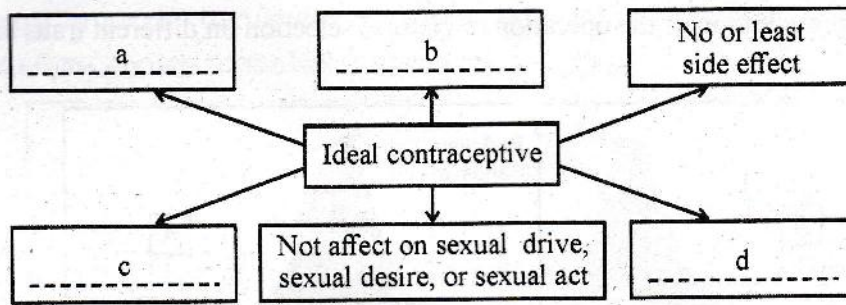 a
b
No or least
side effect
Ideal contraceptive
c
Not affect on sexual drive,
sexual desire, or sexual act
d